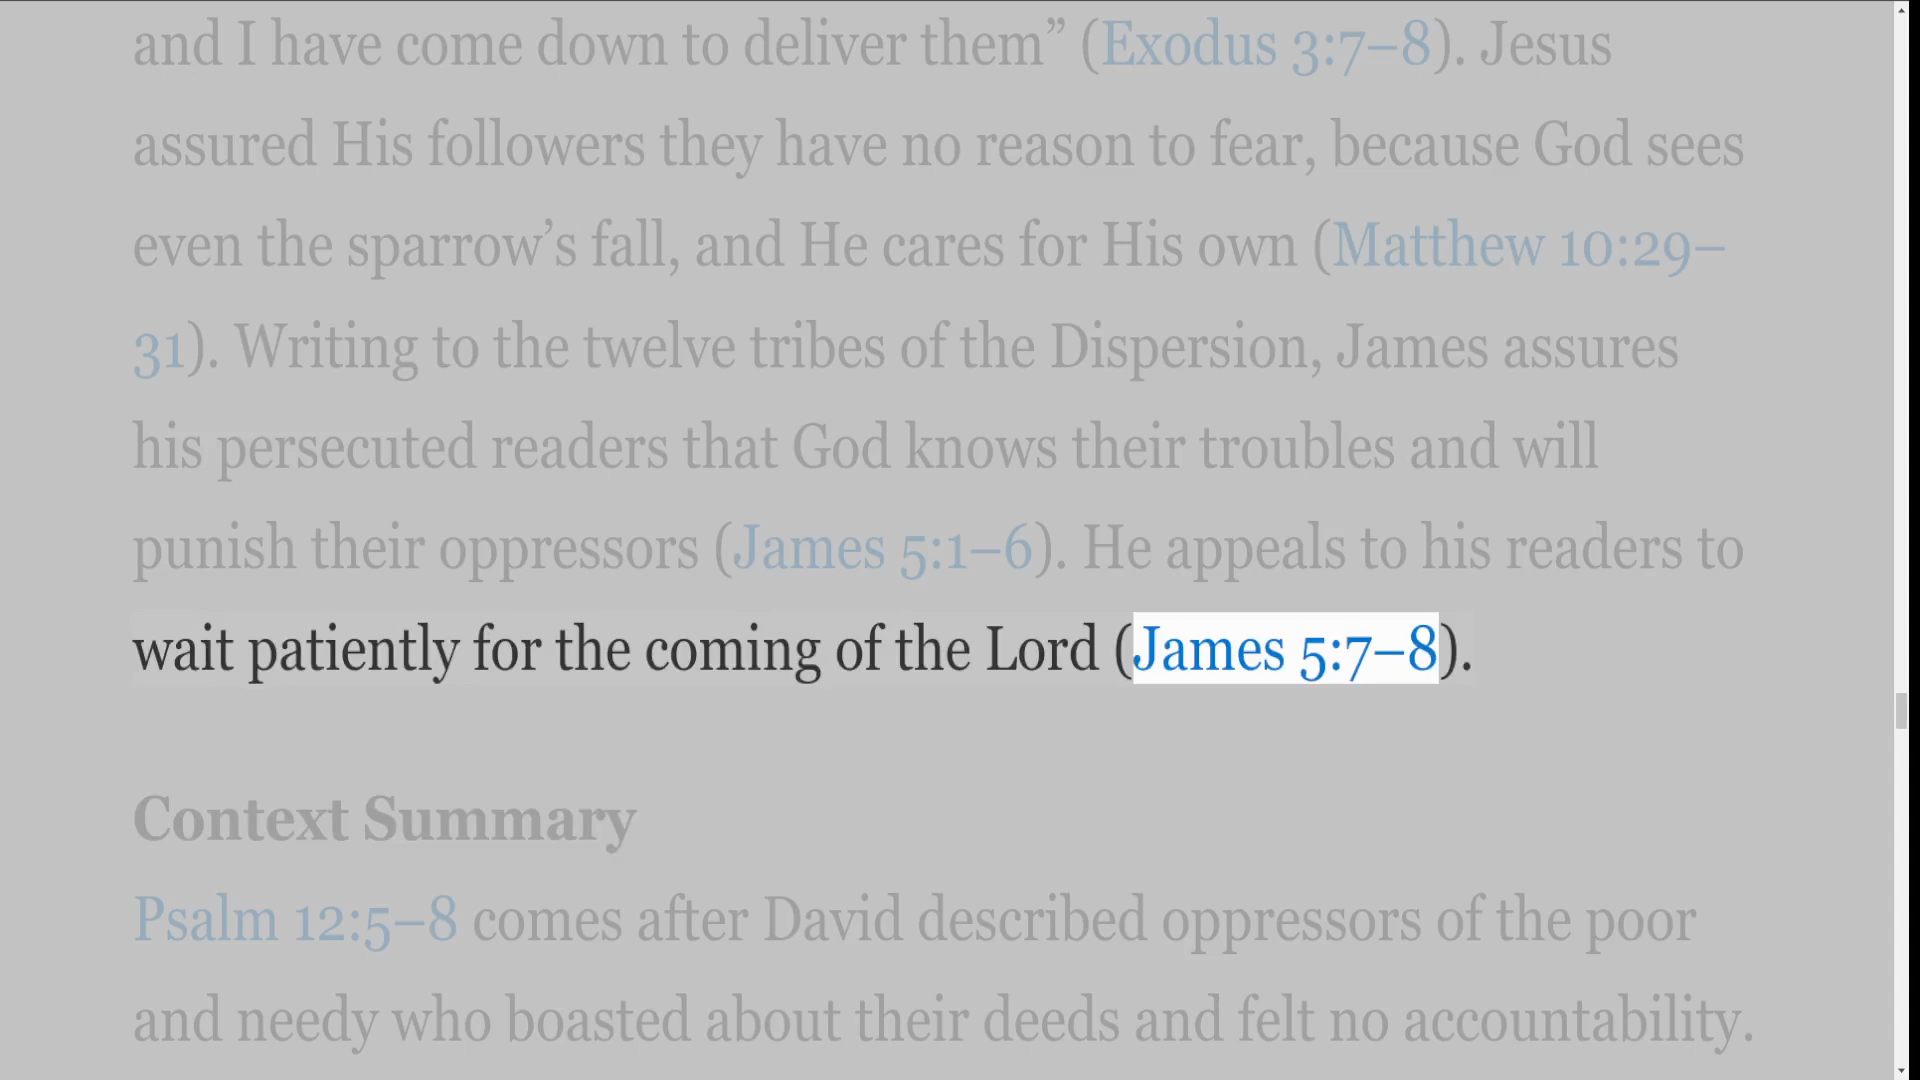 and I have come down to deliver them” (Exodus 3:7–8). Jesus
assured His followers they have no reason to fear, because God sees
even the sparrow’s fall, and He cares for His own (Matthew 10:29–
31). Writing to the twelve tribes of the Dispersion, James assures
his persecuted readers that God knows their troubles and will
punish their oppressors (James 5:1–6). He appeals to his readers to
wait patiently for the coming of the Lord (James 5:7–8).
Context Summary
Psalm 12:5–8 comes after David described oppressors of the poor
and needy who boasted about their deeds and felt no accountability.